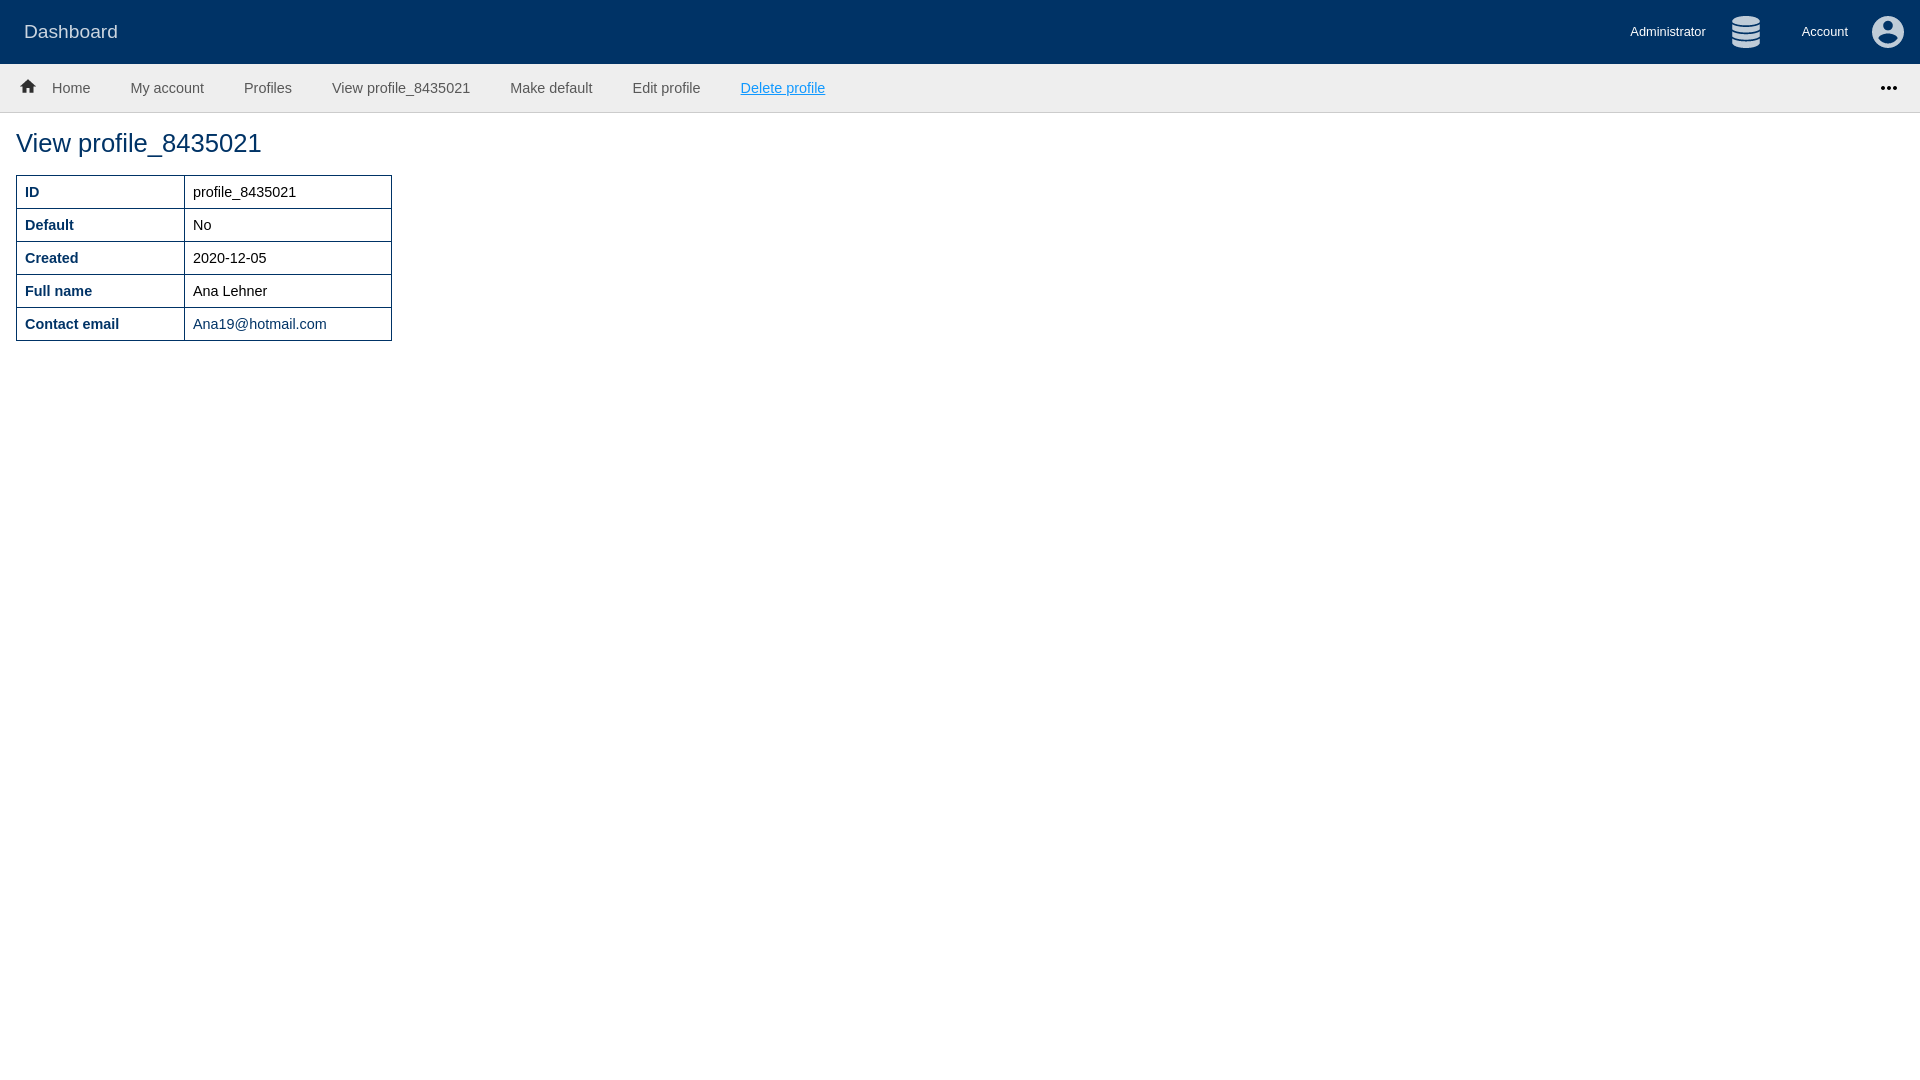 Dashboard
Administrator
Account
Home
My account
Profiles
View profile_8435021
Make default
Edit profile
Delete profile
View profile_8435021
ID profile_8435021
Default No
Created 2020-12-05
Full name Ana Lehner
Contact email Ana19@hotmail.com